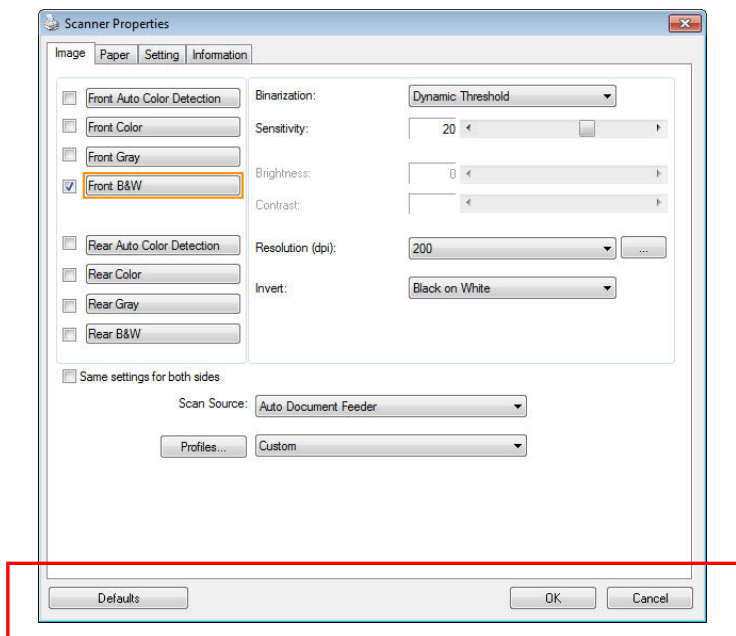 Scanner Properties
Image Paper Setting Information
Front Auto Color Detection
Front Color
Front Gray
Front B&W
Rear Auto Color Detection
Rear Color
Rear Gray
Rear B&W
Binarization: Dynamic Threshold
Sensitivity: 20
Brightness: 0
Contrast:
Resolution (dpi): 200 ...
Invert: Black on White
Same settings for both sides
Scan Source: Auto Document Feeder
Profiles... Custom
Defaults OK Cancel